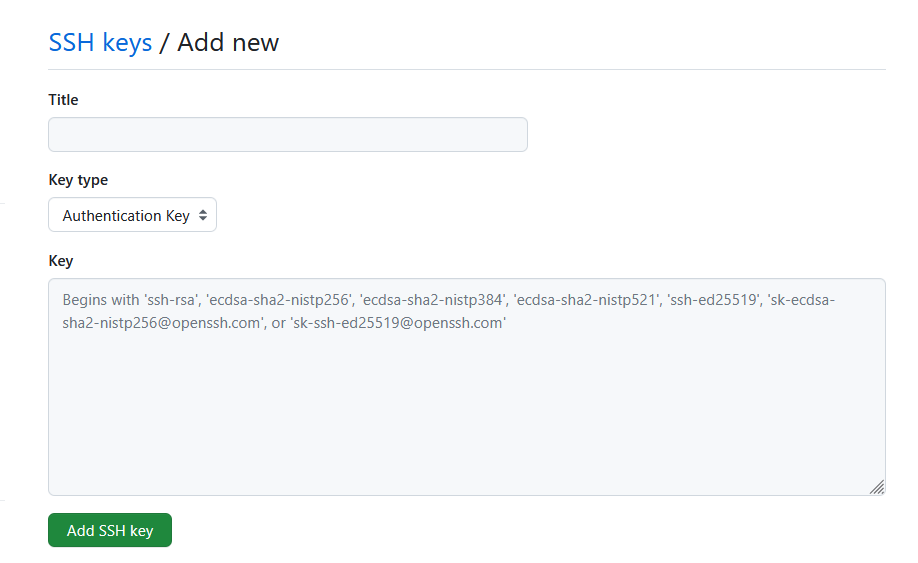 SSH keys / Add new
Title
Key type
Authentication Key
Key
Begins with 'ssh-rsa', 'ecdsa-sha2-nistp256', 'ecdsa-sha2-nistp384', 'ecdsa-sha2-nistp521', 'ssh-ed25519', 'sk-ecdsa-
sha2-nistp256@openssh.com', or 'sk-ssh-ed25519@openssh.com'
Add SSH key